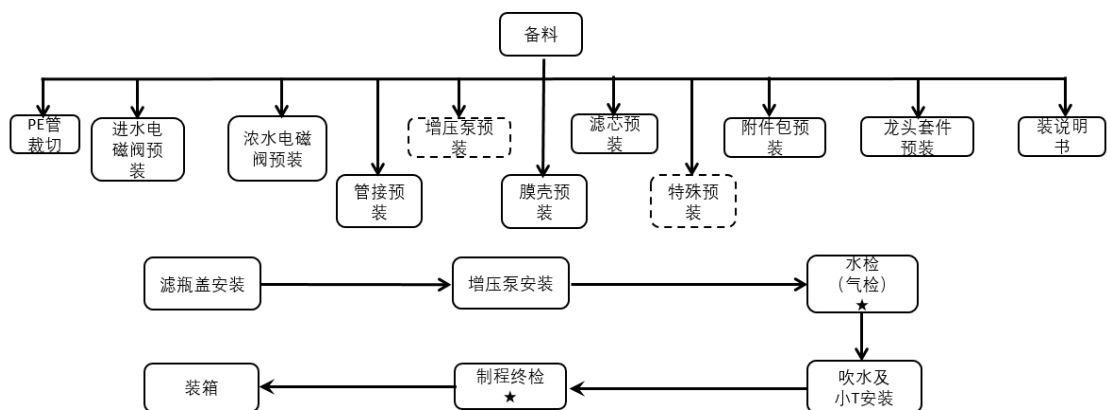 备料
PE管
裁切
进水电
磁阀预
装
浓水电磁
阀预装
管接预
装
增压泵预
装
膜壳预
装
滤芯预
装
特殊预
装
附件包预
装
龙头套件
预装
装说明
书
滤瓶盖安装
增压泵安装
水检
（气检）
★
吹水及
小T安装
制程终检
★
装箱